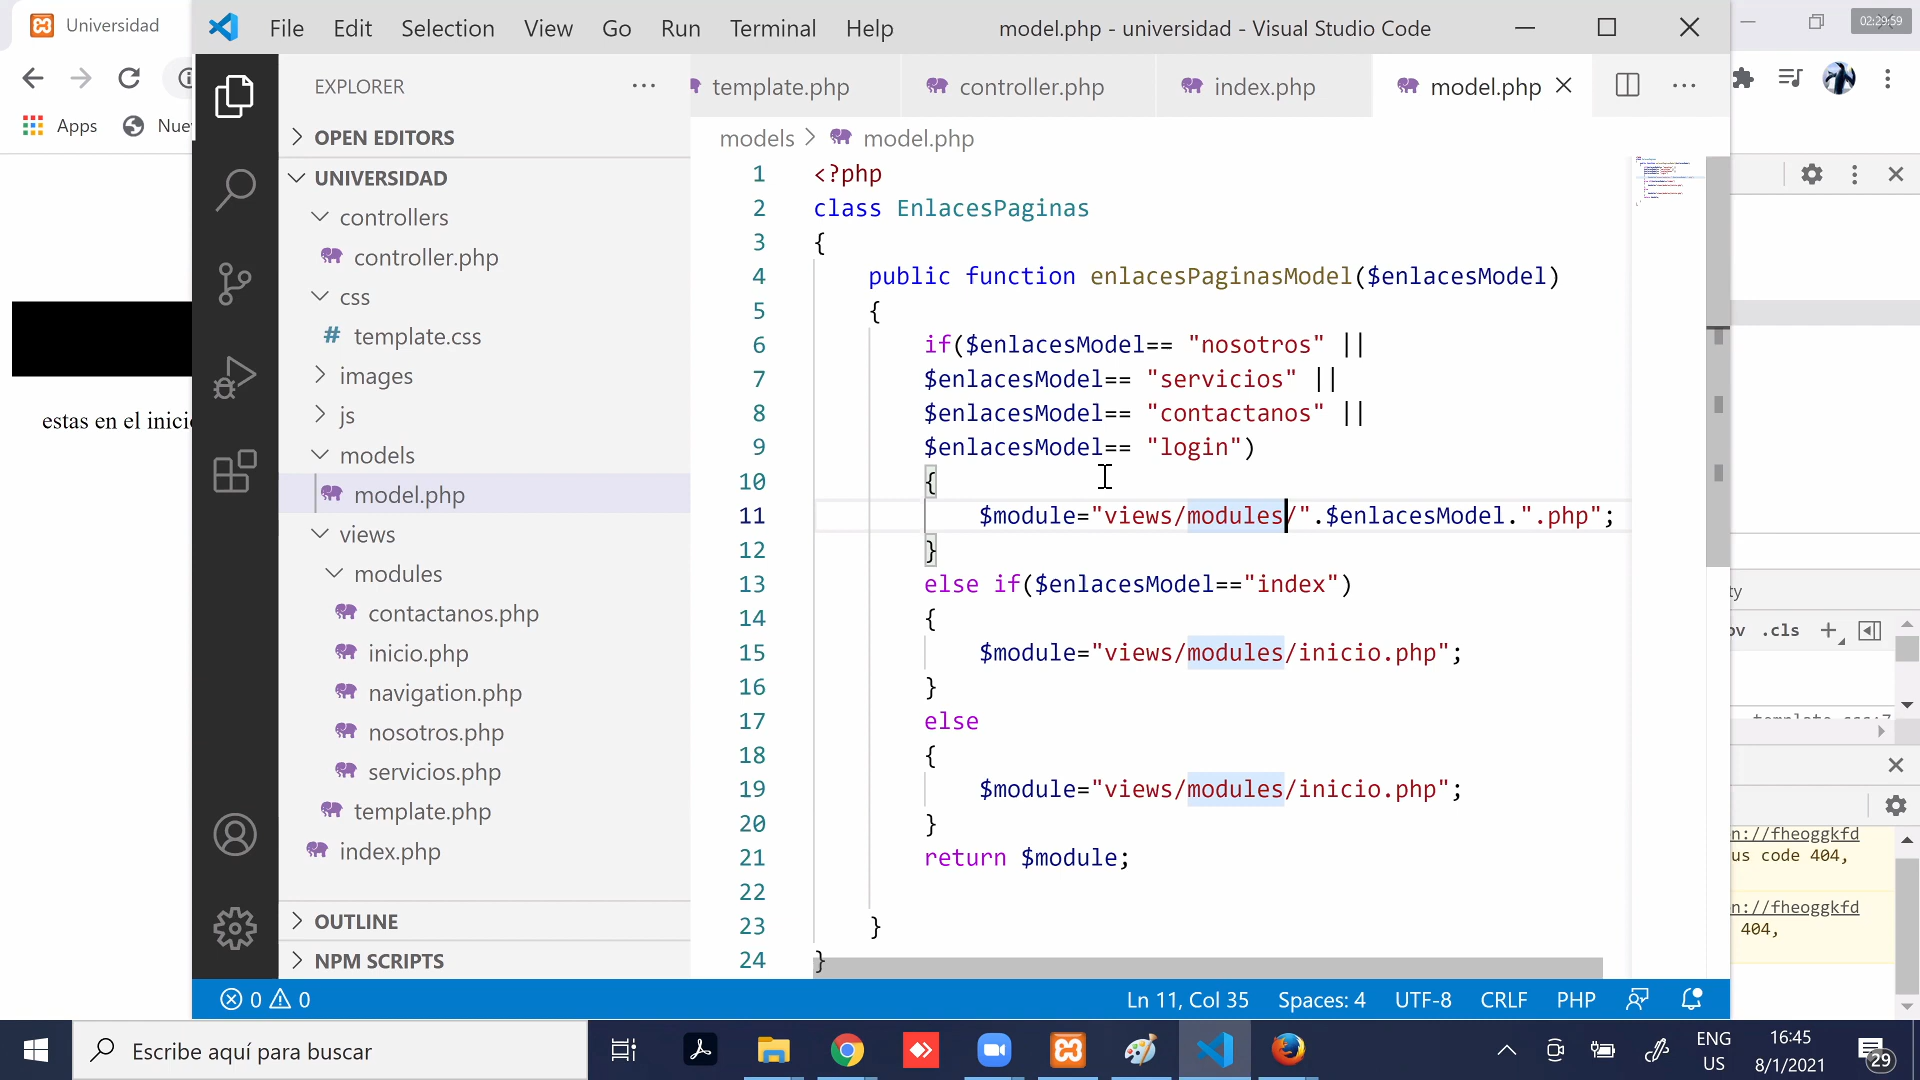 Universidad
File Edit Selection View Go Run Terminal Help
model.php - universidad - Visual Studio Code
02:29:59
Apps
EXPLORER
template.php
controller.php
index.php
model.php
models
model.php
OPEN EDITORS
UNIVERSIDAD
controllers
controller.php
css
# template.css
images
js
models
model.php
views
modules
contactanos.php
inicio.php
navigation.php
nosotros.php
servicios.php
template.php
index.php
OUTLINE
NPM SCRIPTS
1 <?php
2 class EnlacesPaginas
3 {
4 public function enlacesPaginasModel($enlacesModel)
5 {
6 if($enlacesModel== "nosotros" ||
7 $enlacesModel== "servicios" ||
8 $enlacesModel== "contactanos" ||
9 $enlacesModel== "login")
10 {
11 $module="views/modules/".$enlacesModel.".php";
12 }
13 else if($enlacesModel=="index")
14 {
15 $module="views/modules/inicio.php";
16 }
17 else
18 {
19 $module="views/modules/inicio.php";
20 }
21 return $module;
22
23 }
24 }
estas en el inici
.cls
n://fheoggkfd
us code 404,
n://fheoggkfd
404,
0 0
Ln 11, Col 35 Spaces: 4 UTF-8 CRLF PHP
Escribe aquí para buscar
ENG
US
16:45
8/1/2021
29